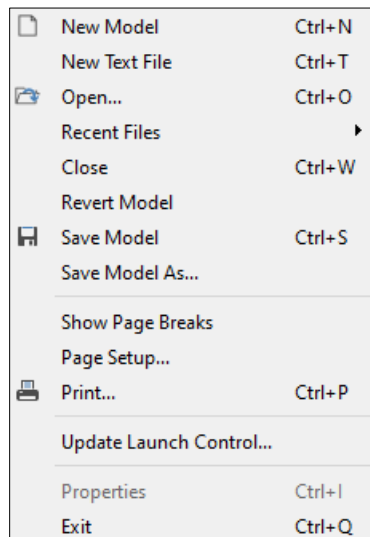 New Model Ctrl+N
New Text File Ctrl+T
Open... Ctrl+O
Recent Files
Close Ctrl+W
Revert Model
Save Model Ctrl+S
Save Model As...
Show Page Breaks
Page Setup...
Print... Ctrl+P
Update Launch Control...
Properties Ctrl+I
Exit Ctrl+Q